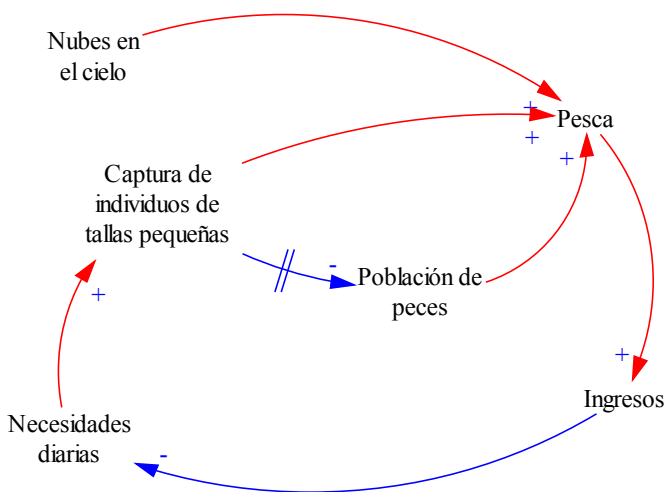 Nubes en
el cielo
+
Pesca
+
+
Captura de
individuos de
tallas pequeñas
-
Población de
peces
+
+
Ingresos
Necesidades
diarias
-